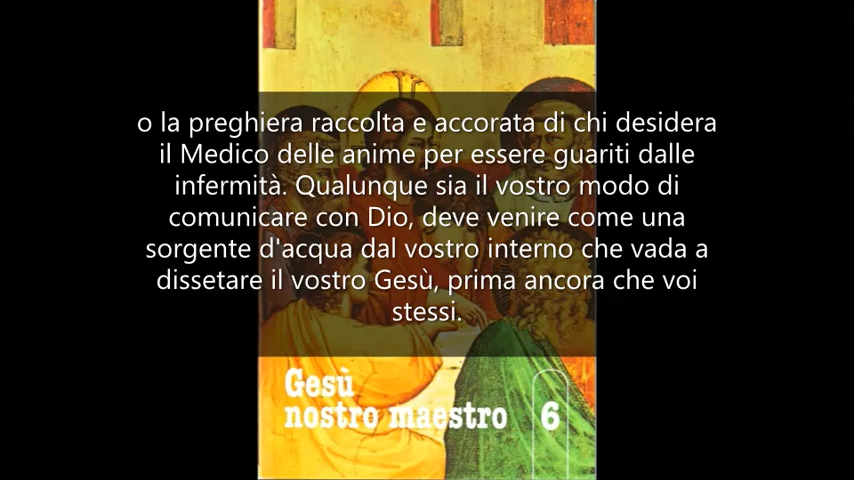 o la preghiera raccolta e accorata di chi desidera
il Medico delle anime per essere guariti dalle
infermità. Qualunque sia il vostro modo di
comunicare con Dio, deve venire come una
sorgente d'acqua dal vostro interno che vada a
dissetare il vostro Gesù, prima ancora che voi
stessi.
Gesù
nostro maestro 6